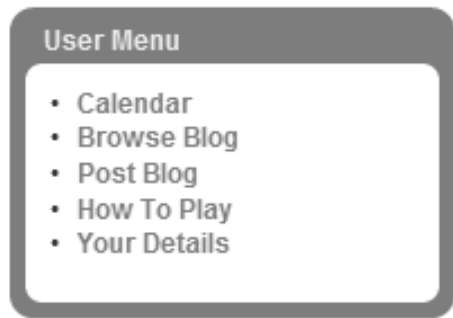 User Menu
• Calendar
• Browse Blog
• Post Blog
• How To Play
• Your Details